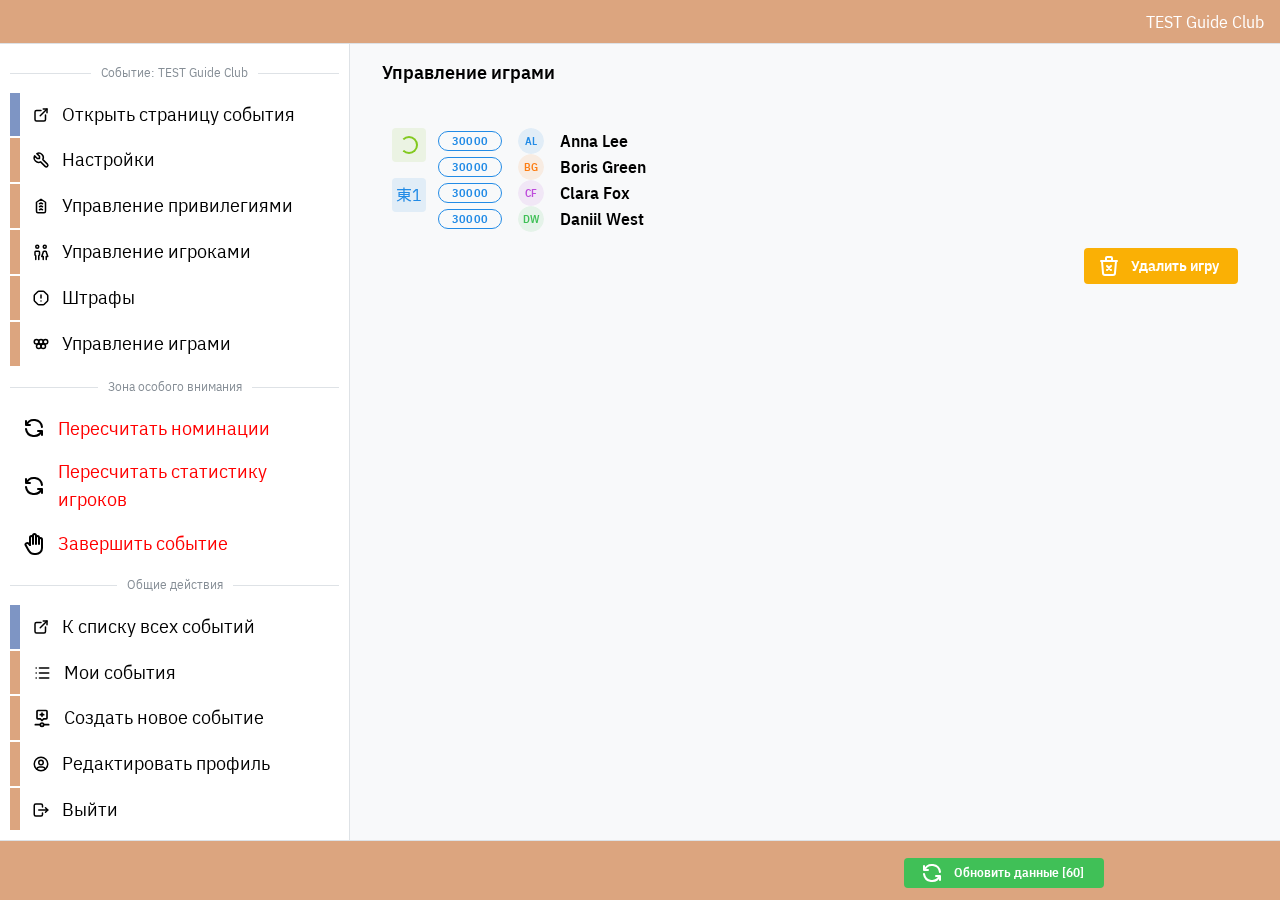 TEST Guide Club
Событие: TEST Guide Club
Открыть страницу события
Настройки
Управление привилегиями
Управление игроками
Штрафы
Управление играми
Зона особого внимания
Пересчитать номинации
Пересчитать статистику
игроков
Завершить событие
Общие действия
К списку всех событий
Мои события
Создать новое событие
Редактировать профиль
Выйти
Управление играми
30000 AL Anna Lee
30000 BG Boris Green
東1
30000 CF Clara Fox
30000 DW Daniil West
Удалить игру
Обновить данные [60]